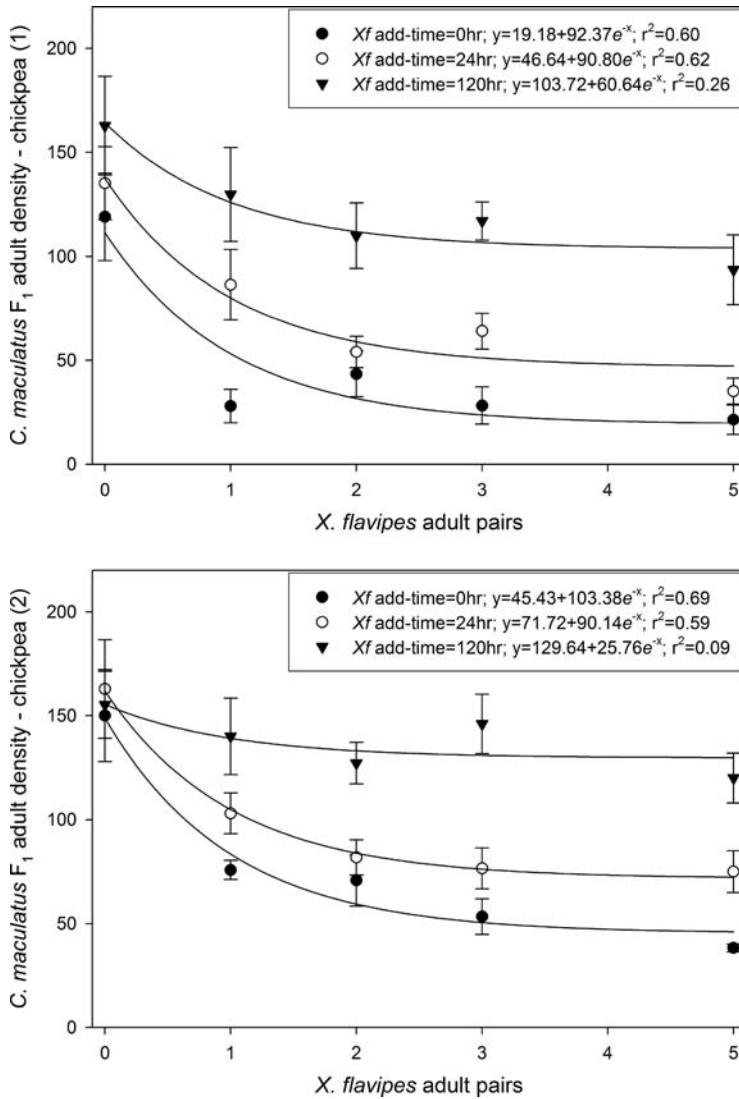 Xf add-time=0hr; y=19.18+92.37e⁻ˣ; r²=0.60
Xf add-time=24hr; y=46.64+90.80e⁻ˣ; r²=0.62
Xf add-time=120hr; y=103.72+60.64e⁻ˣ; r²=0.26
C. maculatus F₁ adult density - chickpea (1)
200
150
100
50
0
0 1 2 3 4 5
X. flavipes adult pairs
Xf add-time=0hr; y=45.43+103.38e⁻ˣ; r²=0.69
Xf add-time=24hr; y=71.72+90.14e⁻ˣ; r²=0.59
Xf add-time=120hr; y=129.64+25.76e⁻ˣ; r²=0.09
C. maculatus F₁ adult density - chickpea (2)
200
150
100
50
0
0 1 2 3 4 5
X. flavipes adult pairs